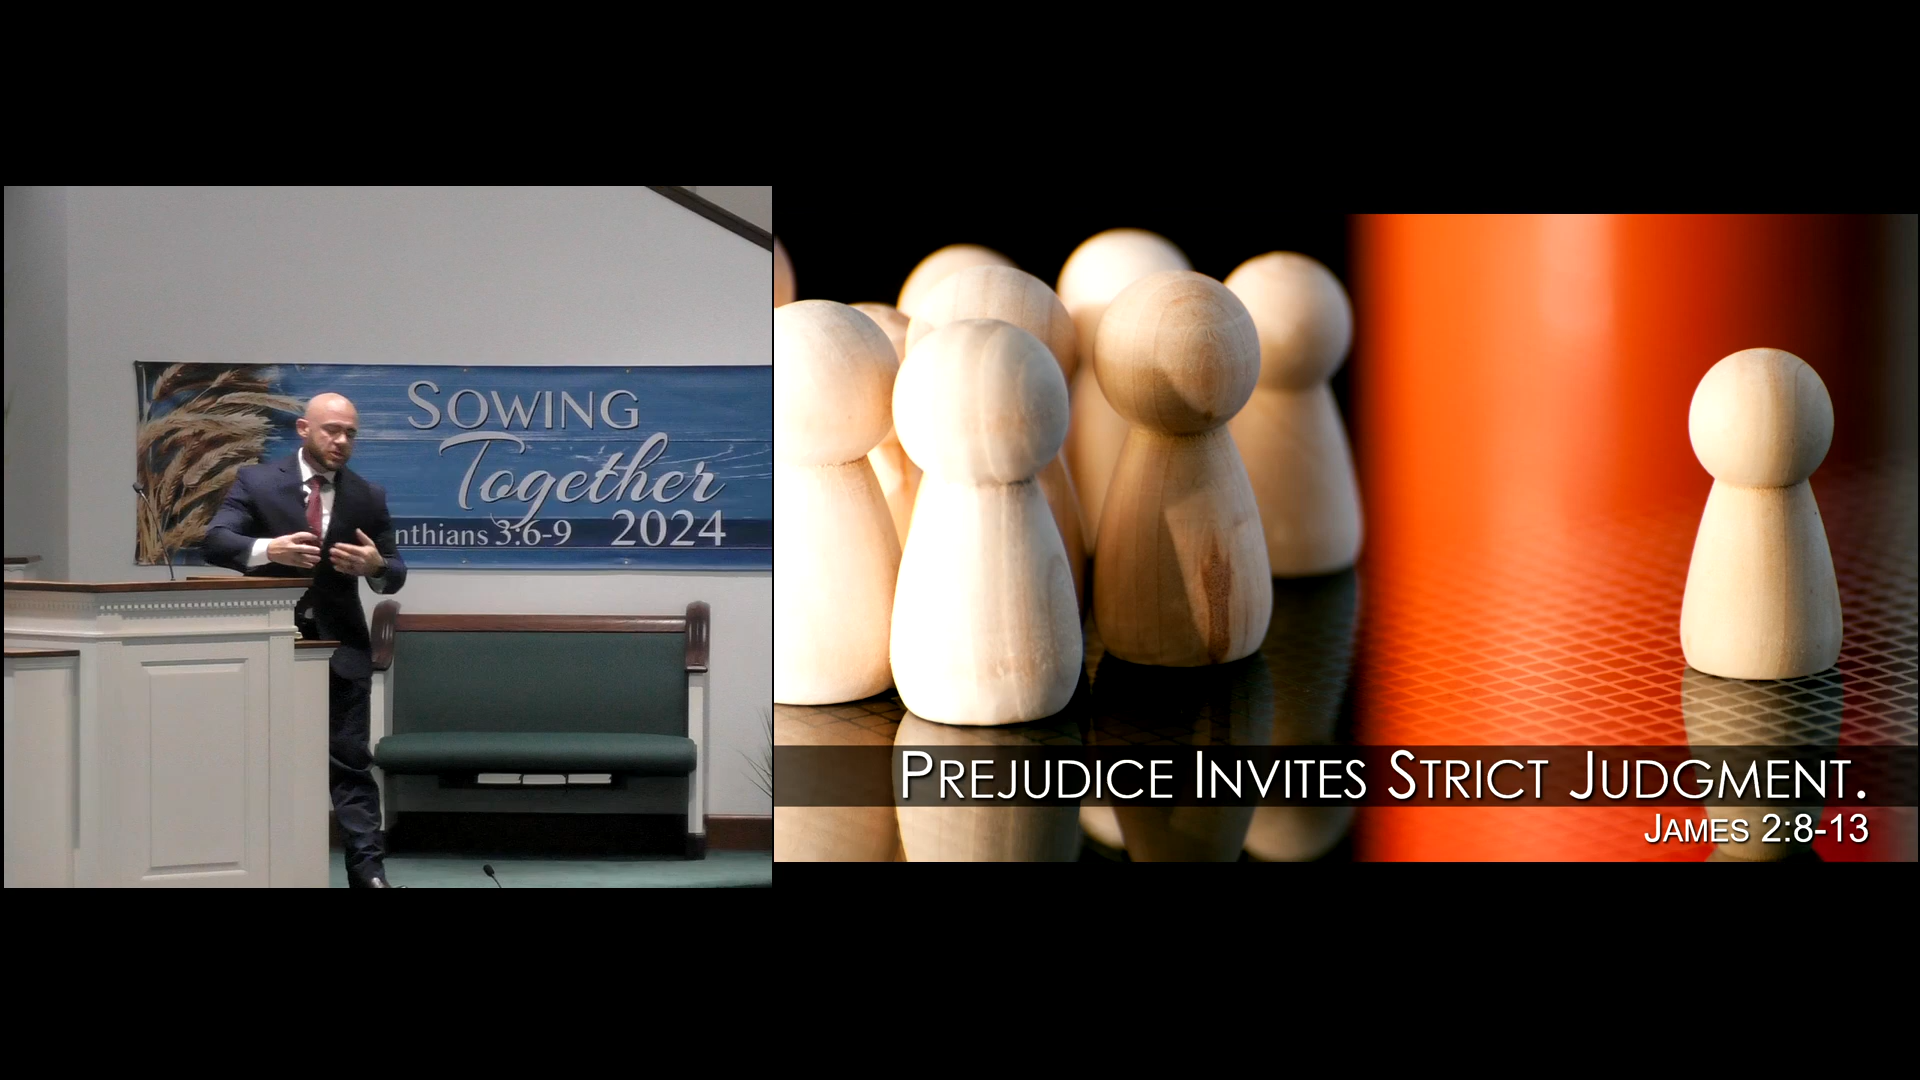 SOWING
Together
nthians 3:6-9 2024
PREJUDICE INVITES STRICT JUDGMENT.
JAMES 2:8-13